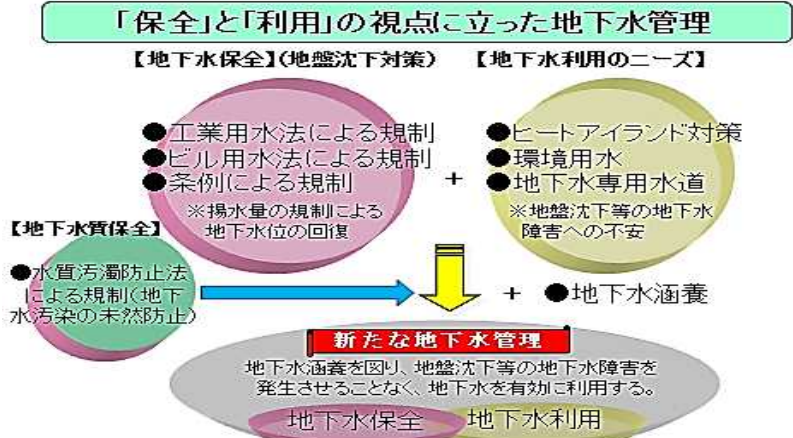 「保全」と「利用」の視点に立った地下水管理
【地下水保全】(地盤沈下対策)
【地下水利用のニーズ】
●工業用水法による規制
●ビル用水法による規制
●条例による規制
※揚水量の規制による
地下水位の回復
+
●ヒートアイランド対策
●環境用水
●地下水専用水道
※地盤沈下等の地下水
障害への不安
【地下水質保全】
●水質汚濁防止法
による規制(地下
水汚染の未然防止)
+ ●地下水涵養
新たな地下水管理
地下水涵養を図り、地盤沈下等の地下水障害を
発生させることなく、地下水を有効に利用する。
地下水保全
地下水利用